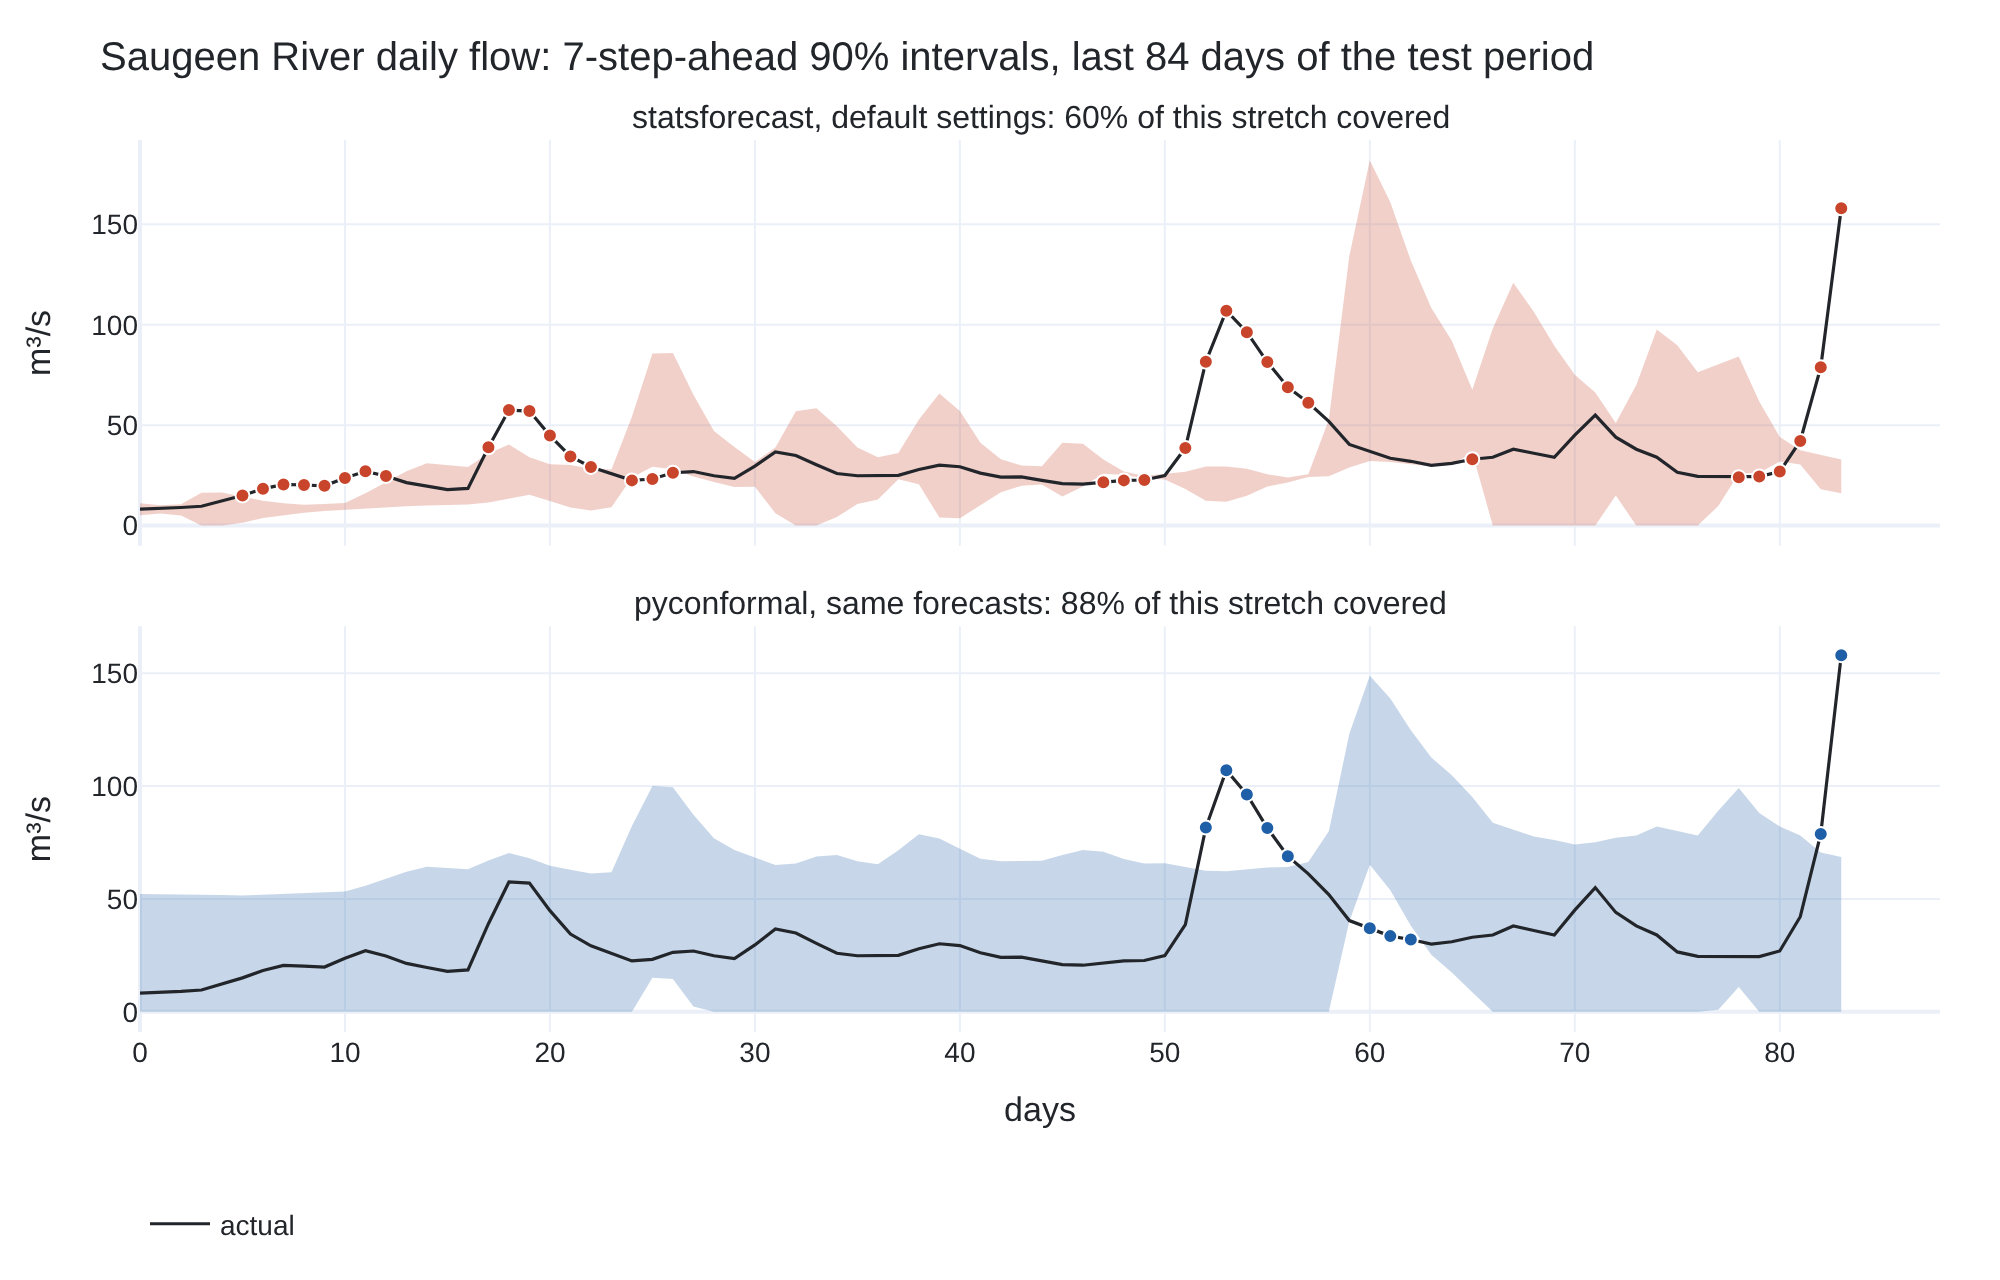 Saugeen River daily flow: 7-step-ahead 90% intervals, last 84 days of the test period
statsforecast, default settings: 60% of this stretch covered
150
100
50
0
m³/s
pyconformal, same forecasts: 88% of this stretch covered
150
100
50
0
m³/s
0 10 20 30 40 50 60 70 80
days
actual